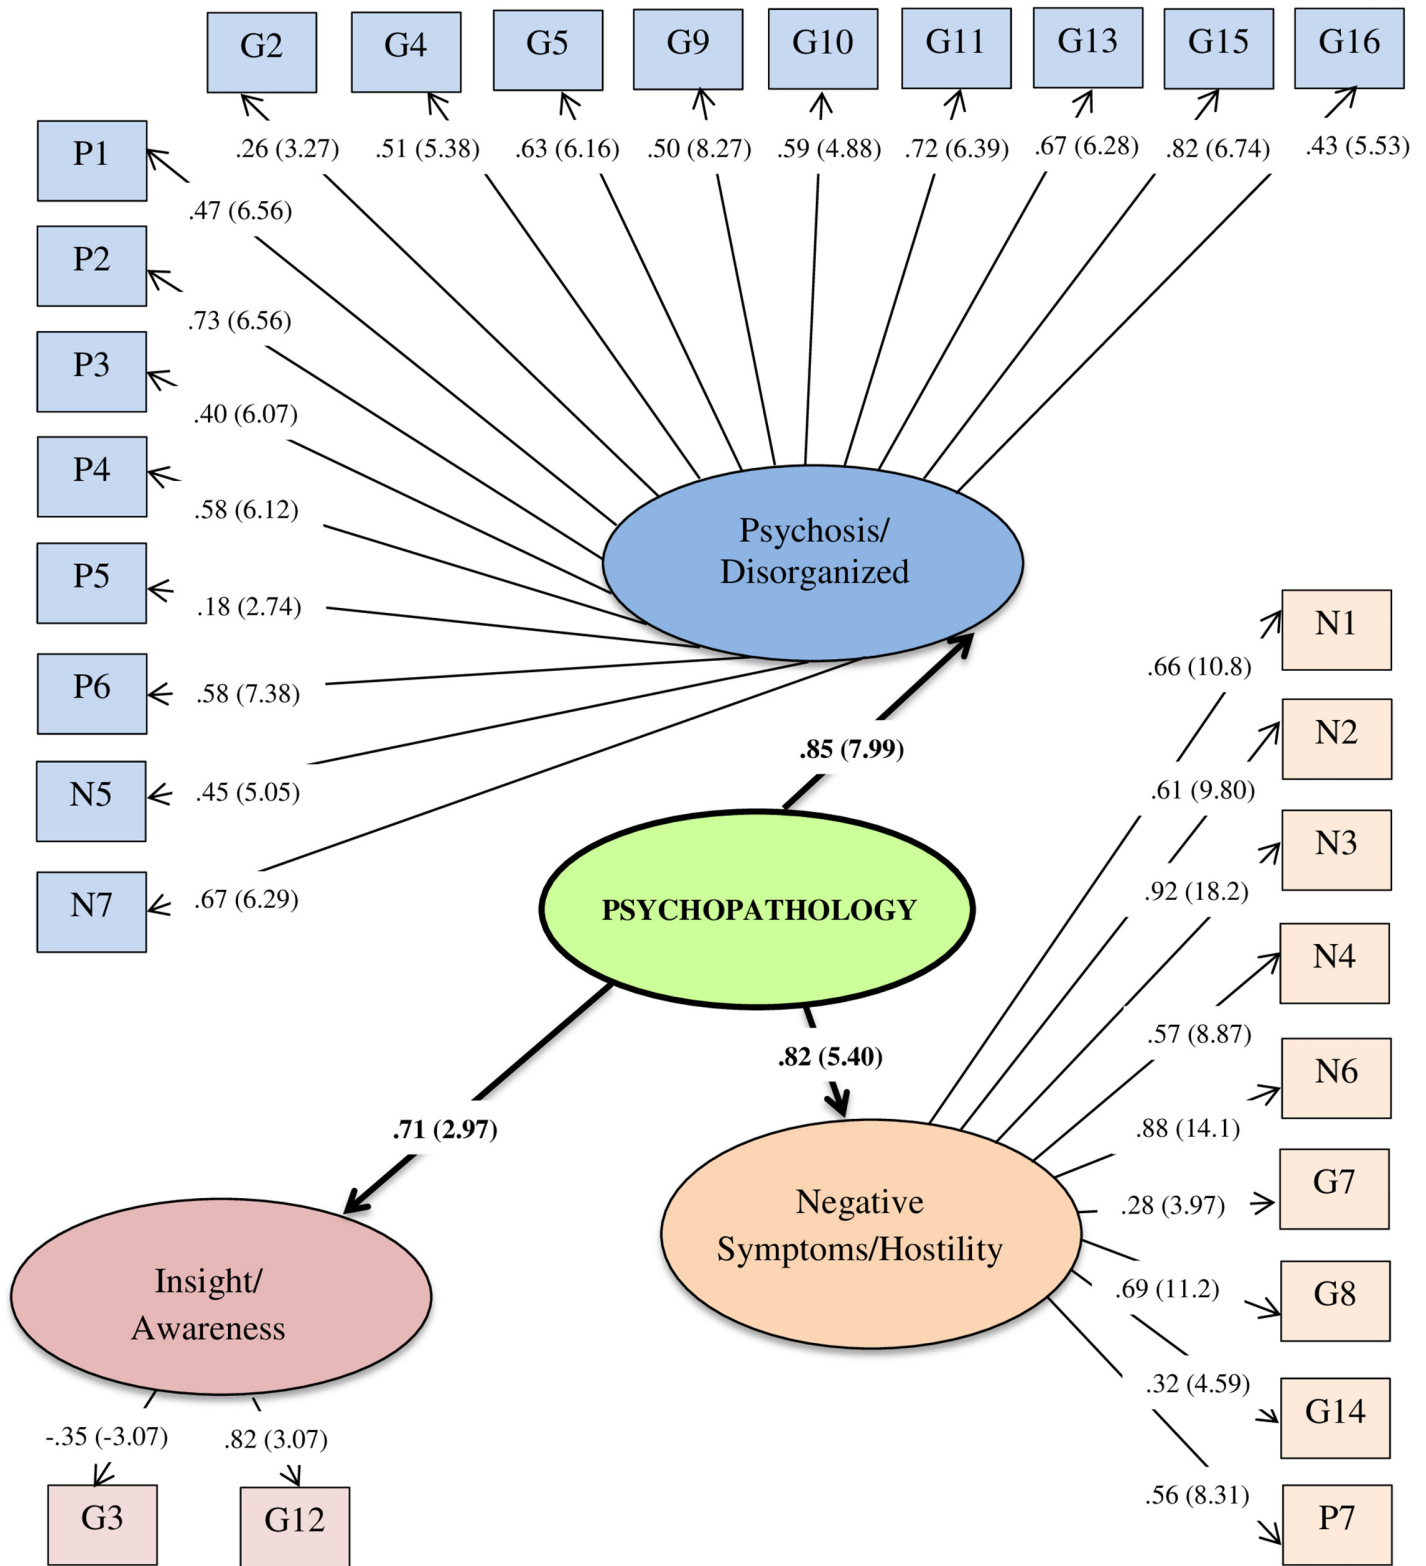 G2 G4 G5 G9 G10 G11 G13 G15 G16
.26 (3.27) .51 (5.38) .63 (6.16) .50 (8.27) .59 (4.88) .72 (6.39) .67 (6.28) .82 (6.74) .43 (5.53)
P1
.47 (6.56)
P2
.73 (6.56)
P3
.40 (6.07)
P4
.58 (6.12)
P5
.18 (2.74)
P6
.58 (7.38)
N5
.45 (5.05)
N7
.67 (6.29)
Psychosis/
Disorganized
.85 (7.99)
PSYCHOPATHOLOGY
.82 (5.40)
.71 (2.97)
N1
.66 (10.8)
N2
.61 (9.80)
N3
.92 (18.2)
N4
.57 (8.87)
N6
.88 (14.1)
G7
.28 (3.97)
G8
.69 (11.2)
G14
.32 (4.59)
P7
.56 (8.31)
Negative
Symptoms/Hostility
Insight/
Awareness
-.35 (-3.07) .82 (3.07)
G3 G12